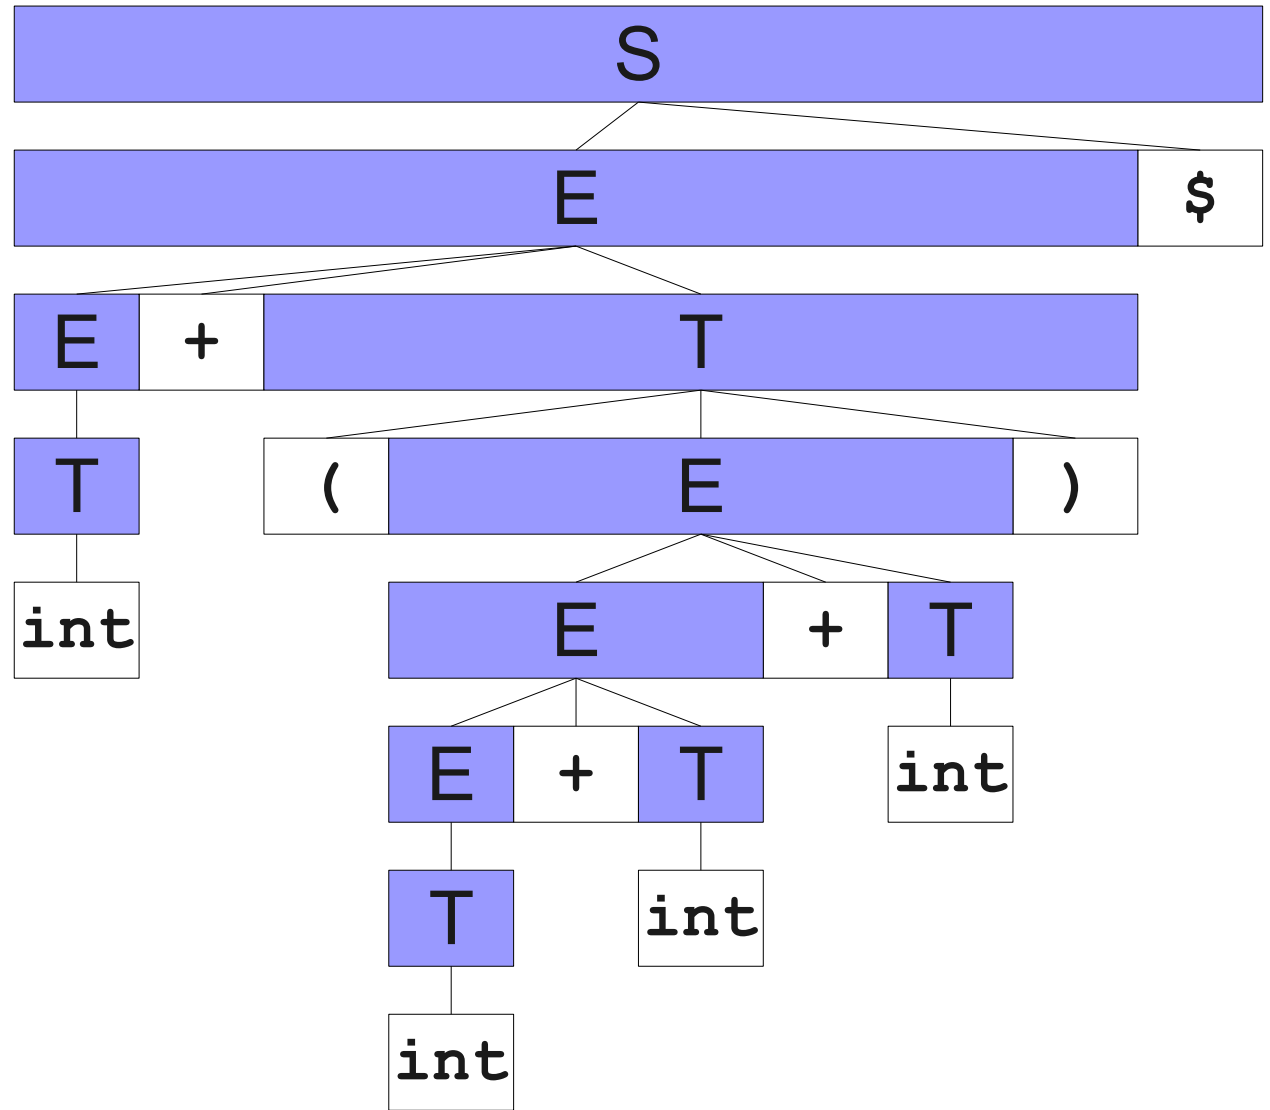 S
E $
E + T
T ( E )
int E + T
E + T int
T int
int